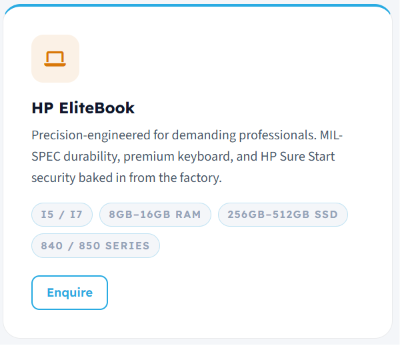 HP EliteBook
Precision-engineered for demanding professionals. MIL-
SPEC durability, premium keyboard, and HP Sure Start
security baked in from the factory.
I5 / I7 8GB–16GB RAM 256GB–512GB SSD
840 / 850 SERIES
Enquire